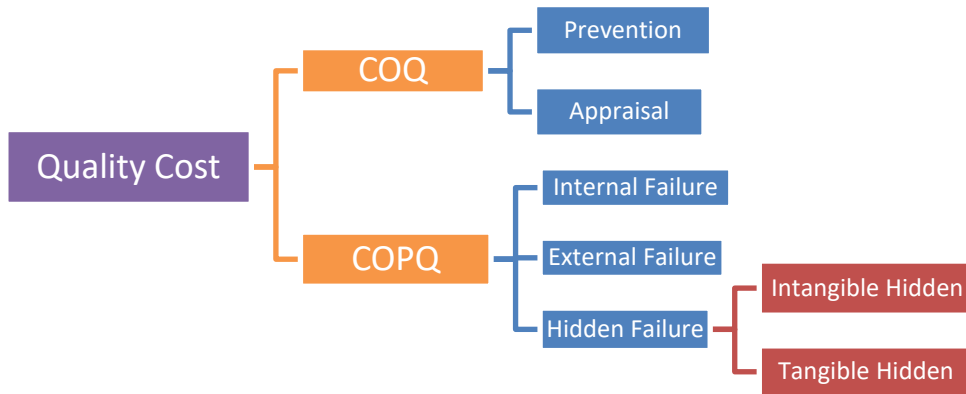 Quality Cost
COQ
Prevention
Appraisal
COPQ
Internal Failure
External Failure
Hidden Failure
Intangible Hidden
Tangible Hidden